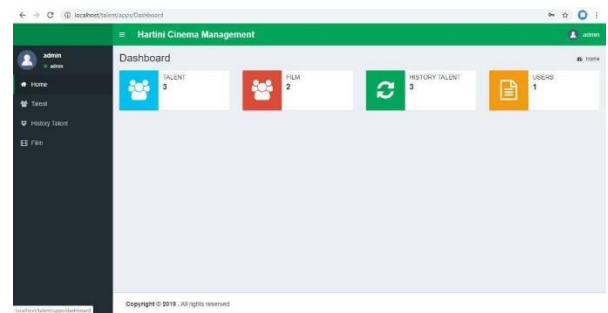 localhost/talent/apps/Dashboard
Hartini Cinema Management
admin
admin
admin
Dashboard
Home
Home
Talent
History Talent
Film
TALENT
3
FILM
2
HISTORY TALENT
3
USERS
1
Copyright © 2019 . All rights reserved.
localhost/talent/apps/dashboard